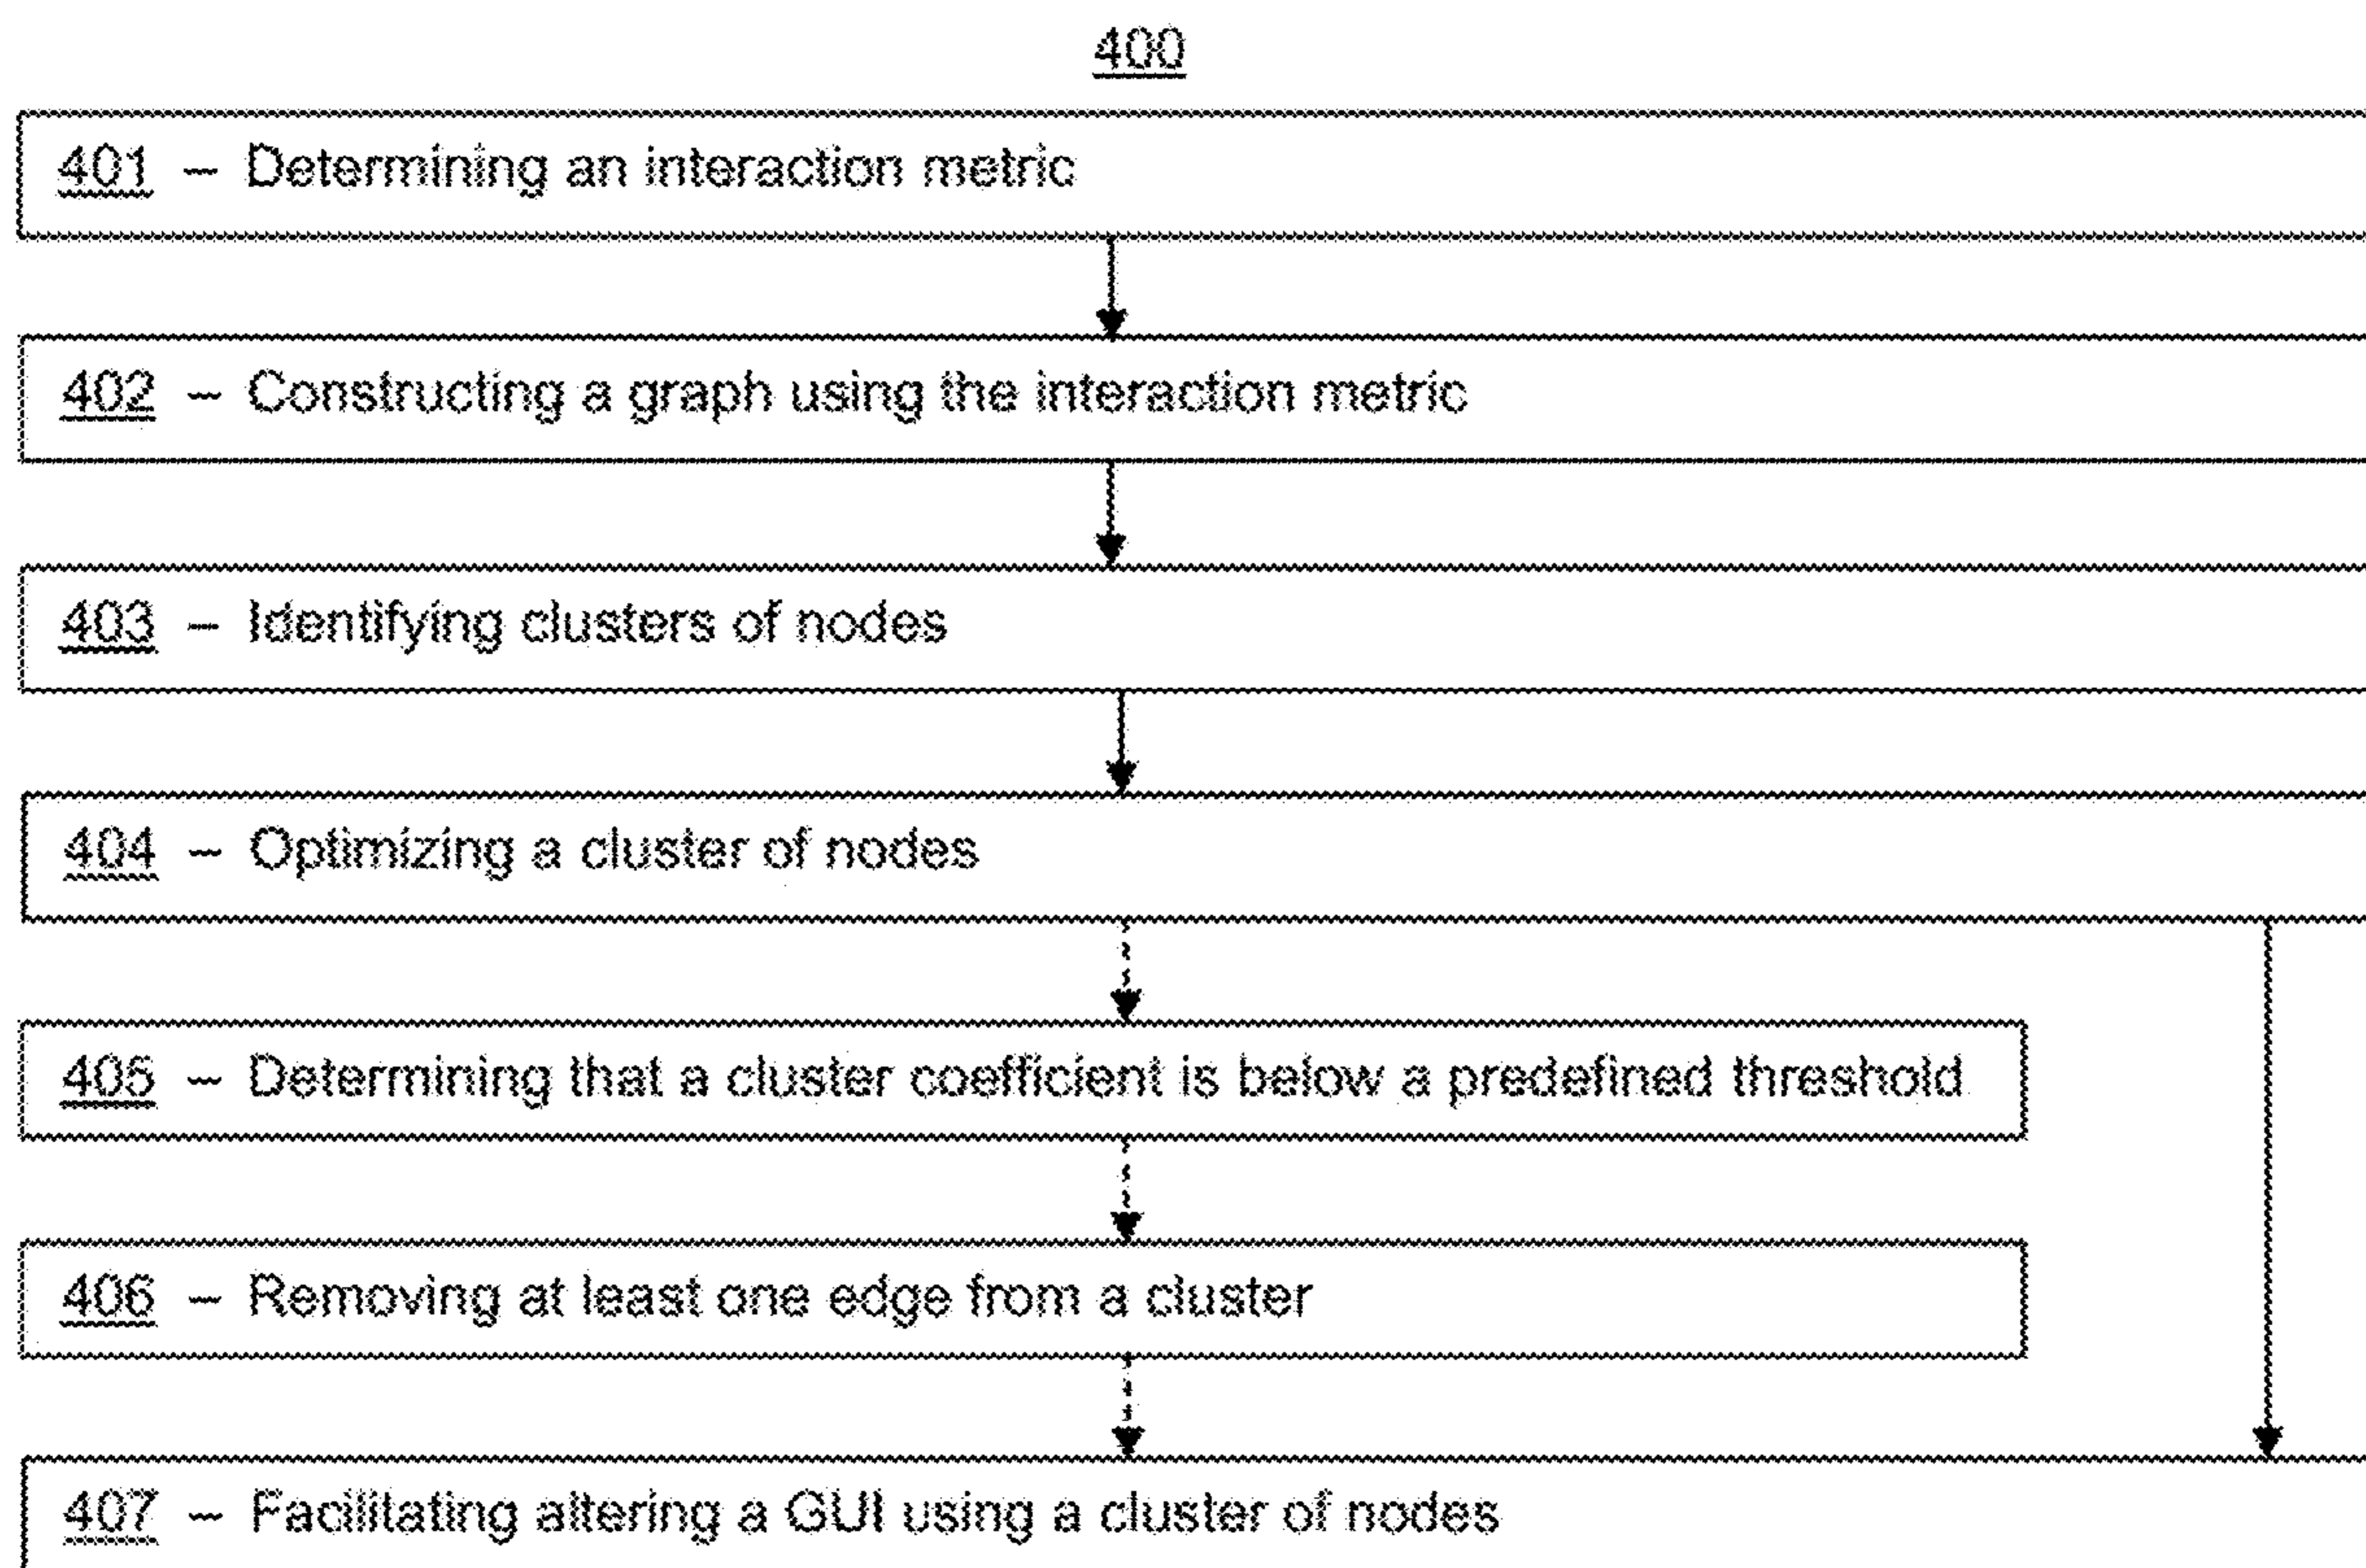 400
401 – Determining an interaction metric
402 – Constructing a graph using the interaction metric
403 – Identifying clusters of nodes
404 – Optimizing a cluster of nodes
405 – Determining that a cluster coefficient is below a predefined threshold
406 – Removing at least one edge from a cluster
407 – Facilitating altering a GUI using a cluster of nodes